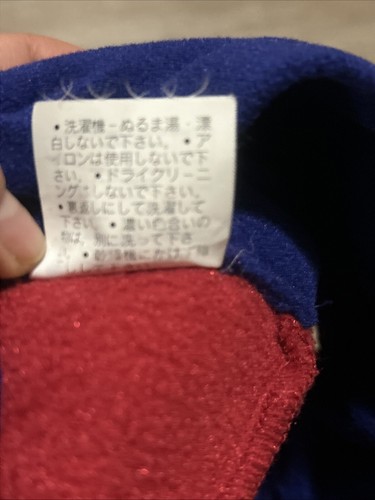 • 洗濯機－ぬるま湯・漂
白しないで下さい。 • ア
イロンは使用しないで下
さい。 • ドライクリーニ
ングはしないで下さい。
• 裏返しにして洗濯して
下さい。 • 濃い色合いの
物は、別に洗って下さ
い。